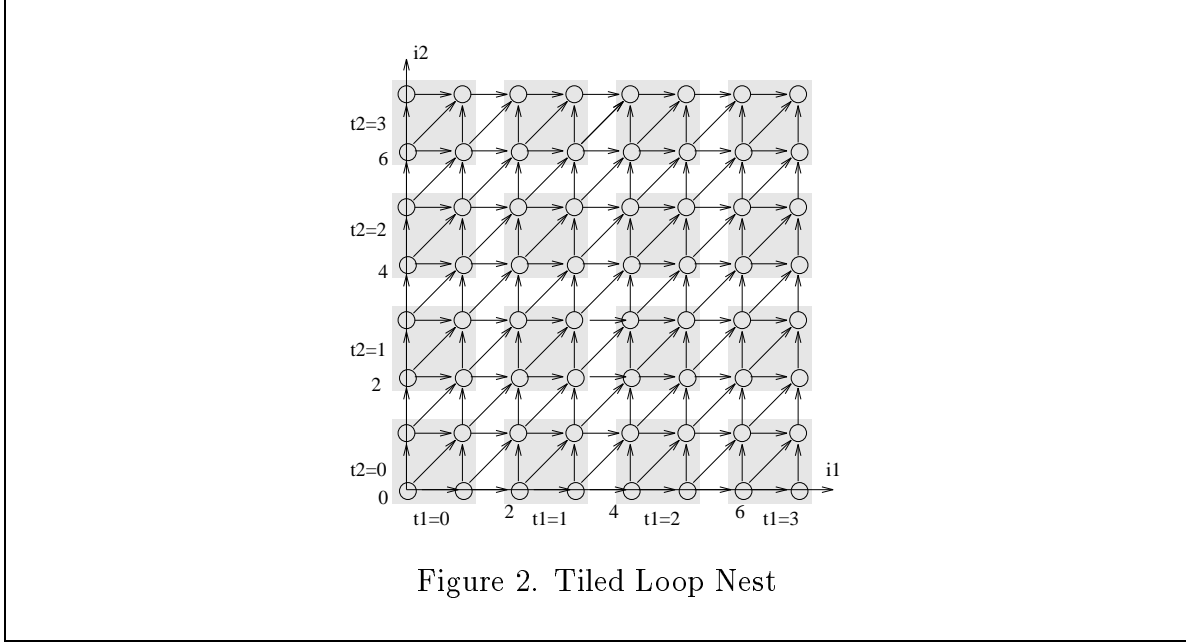 i2
t2=3
6
t2=2
4
t2=1
2
t2=0
0
i1
2
4
6
t1=0
t1=1
t1=2
t1=3
Figure 2. Tiled Loop Nest